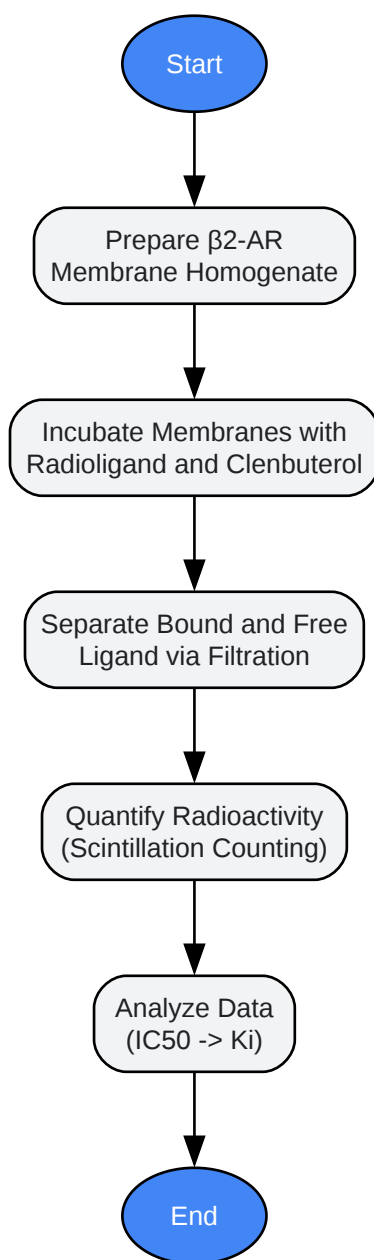 Start
Prepare β2-AR
Membrane Homogenate
Incubate Membranes with
Radioligand and Clenbuterol
Separate Bound and Free
Ligand via Filtration
Quantify Radioactivity
(Scintillation Counting)
Analyze Data
(IC50 -> Ki)
End